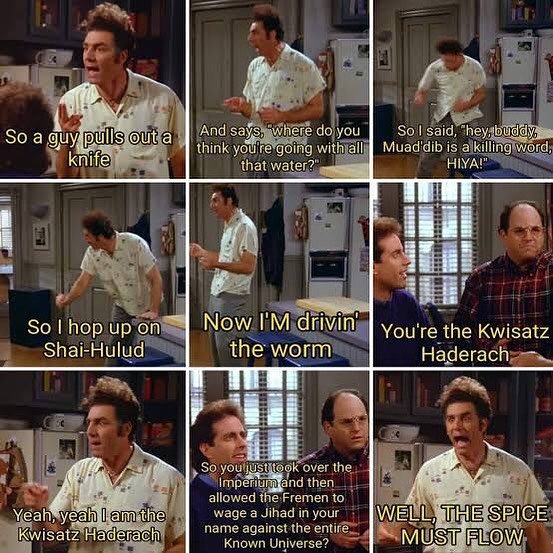 So a guy pulls out a
knife
And says, "where do you
think you're going with all
that water?"
So I said, "hey, buddy,
Muad'dib is a killing word,
HIYA!"
So I hop up on
Shai-Hulud
Now I'M drivin'
the worm
You're the Kwisatz
Haderach
Yeah, yeah I am the
Kwisatz Haderach
So you just took over the
Imperium and then
allowed the Fremen to
wage a Jihad in your
name against the entire
Known Universe?
WELL, THE SPICE
MUST FLOW